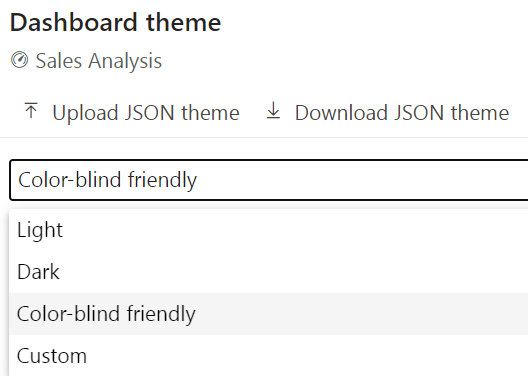 Dashboard theme
Sales Analysis
Upload JSON theme Download JSON theme
Color-blind friendly
Light
Dark
Color-blind friendly
Custom